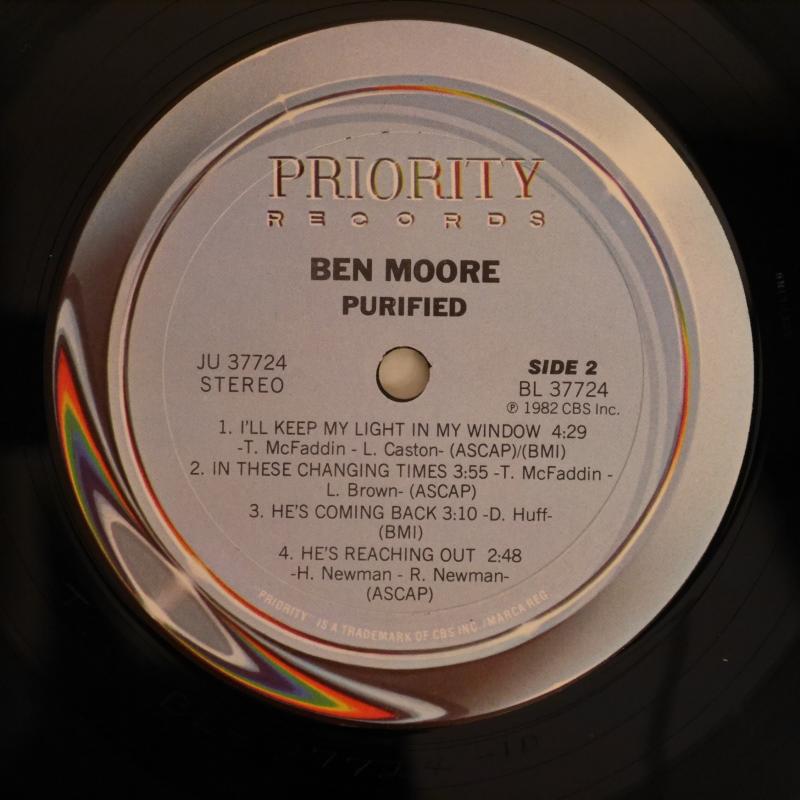 PRIORITY
RECORDS
BEN MOORE
PURIFIED
JU 37724
STEREO
SIDE 2
BL 37724
℗ 1982 CBS Inc.
1. I'LL KEEP MY LIGHT IN MY WINDOW 4:29
-T. McFaddin - L. Caston- (ASCAP)/(BMI)
2. IN THESE CHANGING TIMES 3:55 -T. McFaddin -
L. Brown- (ASCAP)
3. HE'S COMING BACK 3:10 -D. Huff-
(BMI)
4. HE'S REACHING OUT 2:48
-H. Newman - R. Newman-
(ASCAP)
"PRIORITY" IS A TRADEMARK OF CBS INC./MARCA REG.